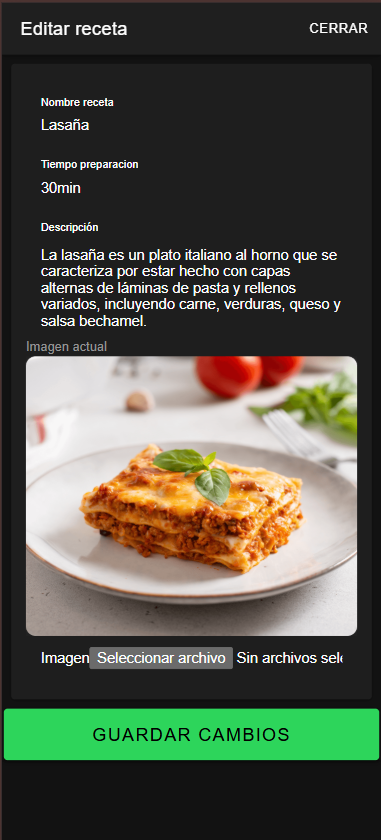 Editar receta
CERRAR
Nombre receta
Lasaña
Tiempo preparacion
30min
Descripción
La lasaña es un plato italiano al horno que se
caracteriza por estar hecho con capas
alternas de láminas de pasta y rellenos
variados, incluyendo carne, verduras, queso y
salsa bechamel.
Imagen actual
Imagen Seleccionar archivo Sin archivos sel
GUARDAR CAMBIOS